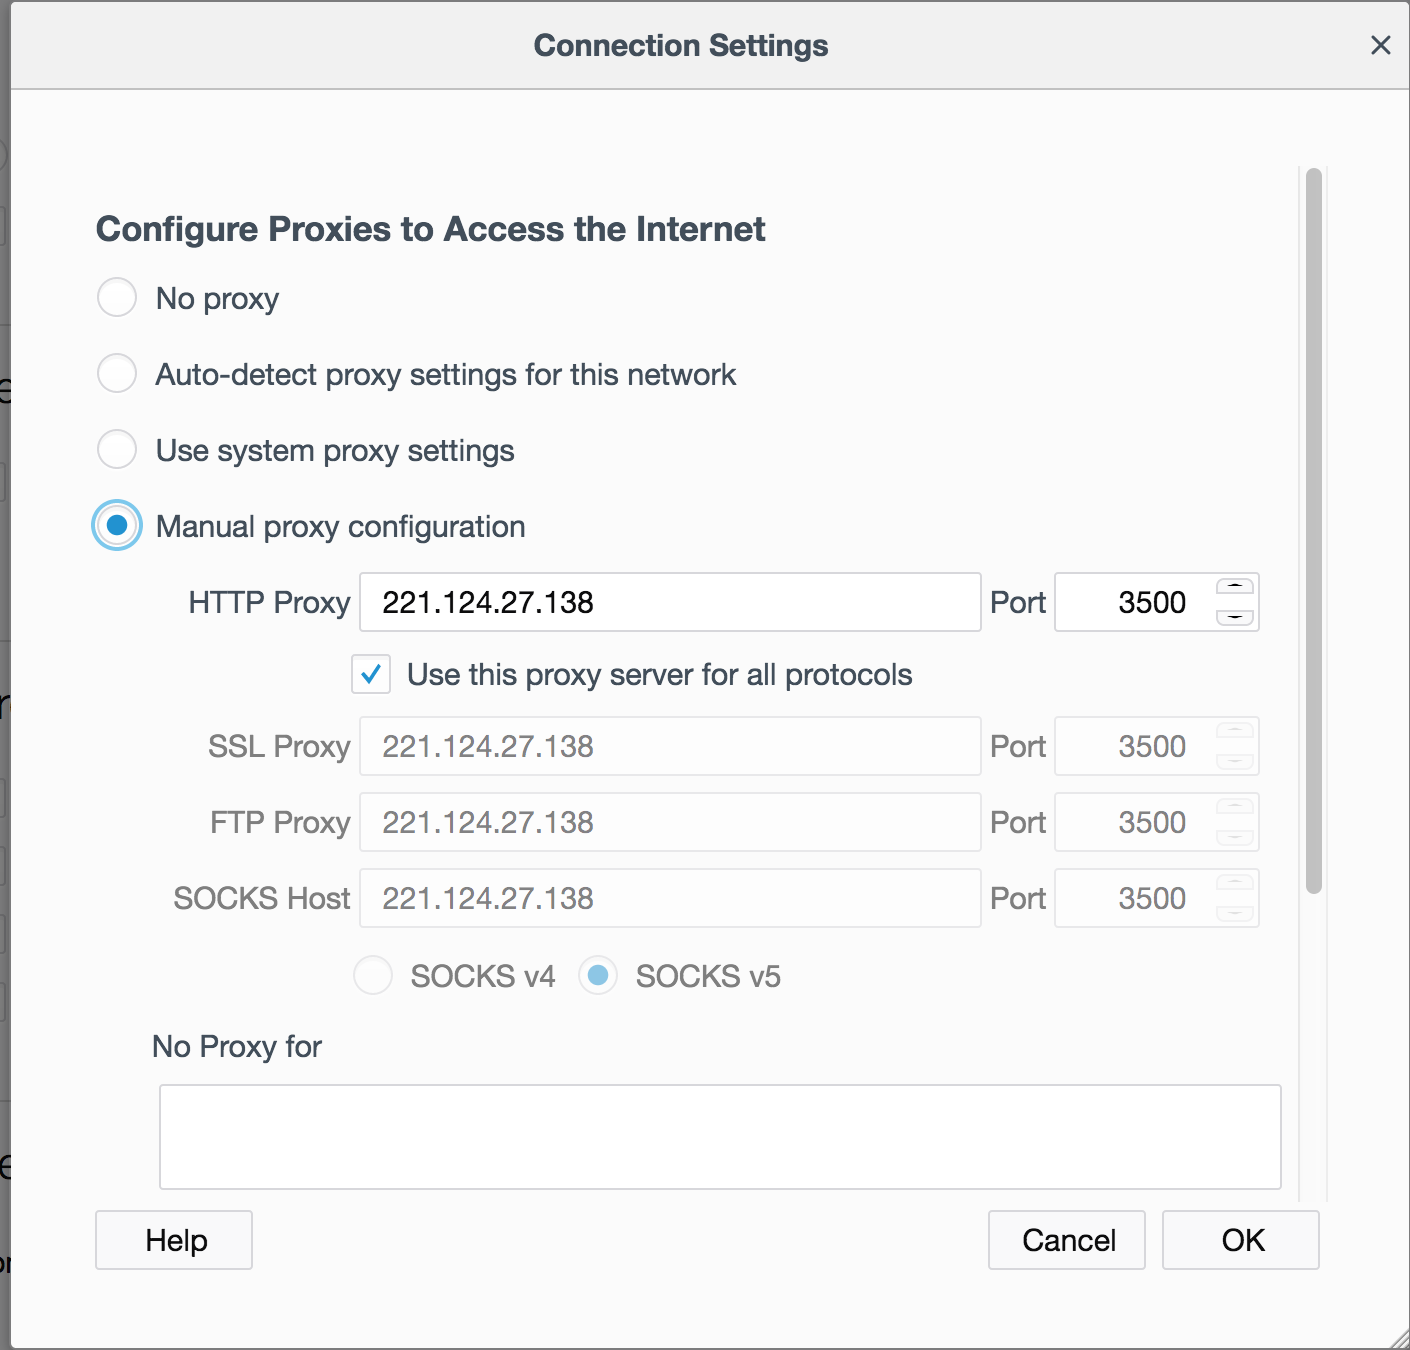 Connection Settings
Configure Proxies to Access the Internet
No proxy
Auto-detect proxy settings for this network
Use system proxy settings
Manual proxy configuration
HTTP Proxy 221.124.27.138 Port 3500
Use this proxy server for all protocols
SSL Proxy 221.124.27.138 Port 3500
FTP Proxy 221.124.27.138 Port 3500
SOCKS Host 221.124.27.138 Port 3500
SOCKS v4 SOCKS v5
No Proxy for
Help Cancel OK